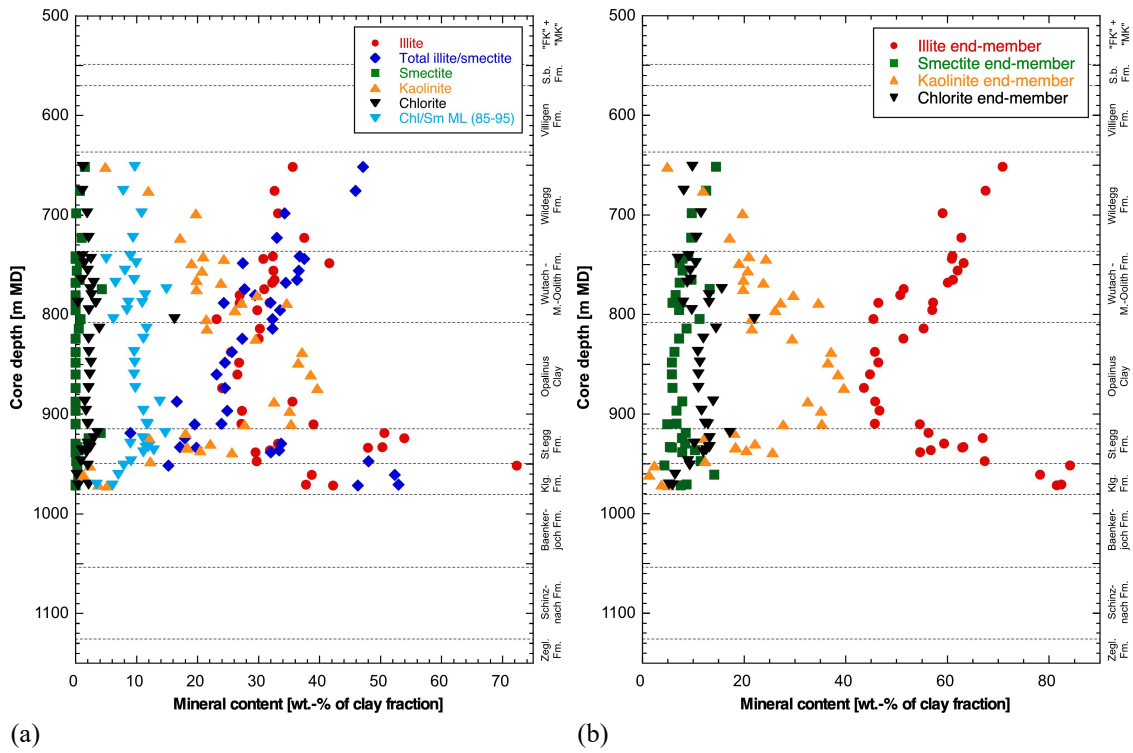 500
600
700
800
900
1000
1100
Core depth [m MD]
Illite
Total illite/smectite
Smectite
Kaolinite
Chlorite
Chl/Sm ML (85-95)
0
10
20
30
40
50
60
70
80
Mineral content [wt.-% of clay fraction]
"FK" +
"MK"
S.b.
Fm.
Villigen
Fm.
Wildegg
Fm.
Wutach -
M.-Oolith Fm.
Opalinus
Clay
St.egg
Fm.
Klg.
Fm.
Baenker-
joch Fm.
Schinz-
nach Fm.
Zegl.
Fm.
(a)
500
600
700
800
900
1000
1100
Core depth [m MD]
Illite end-member
Smectite end-member
Kaolinite end-member
Chlorite end-member
0
20
40
60
80
Mineral content [wt.-% of clay fraction]
"FK" +
"MK"
S.b.
Fm.
Villigen
Fm.
Wildegg
Fm.
Wutach -
M.-Oolith Fm.
Opalinus
Clay
St.egg
Fm.
Klg.
Fm.
Baenker-
joch Fm.
Schinz-
nach Fm.
Zegl.
Fm.
(b)